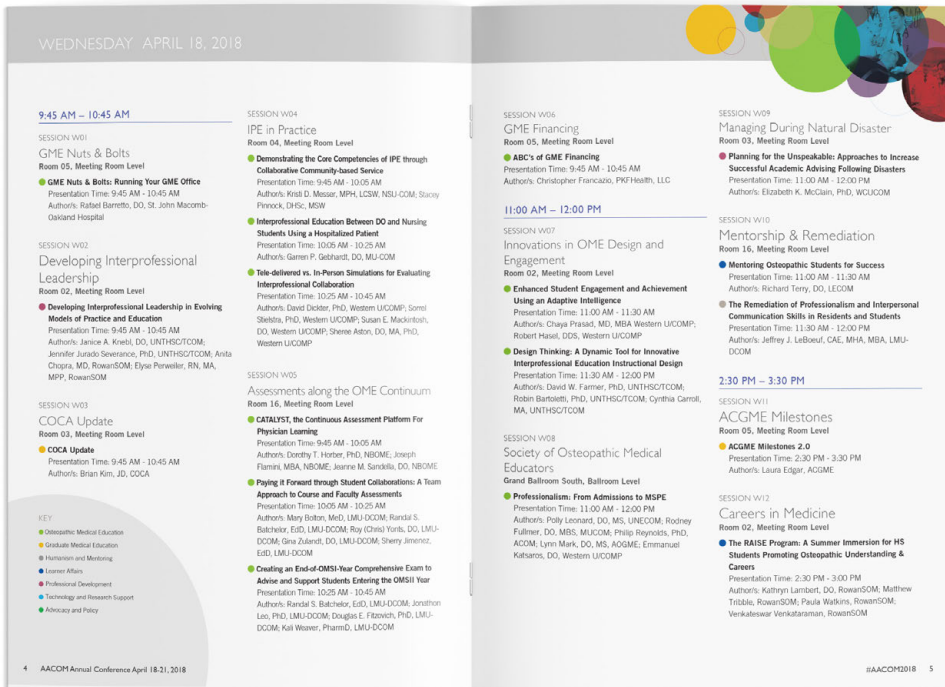 WEDNESDAY APRIL 18, 2018
9:45 AM – 10:45 AM
SESSION W01
GME Nuts & Bolts
Room 05, Meeting Room Level
GME Nuts & Bolts: Running Your GME Office
Presentation Time: 9:45 AM - 10:45 AM
Author/s: Rafael Barretto, DO, St. John Macomb-
Oakland Hospital
SESSION W02
Developing Interprofessional
Leadership
Room 02, Meeting Room Level
Developing Interprofessional Leadership in Evolving
Models of Practice and Education
Presentation Time: 9:45 AM - 10:45 AM
Author/s: Janice A. Knebl, DO, UNTHSC/TCOM;
Jennifer Jurado Severance, PhD, UNTHSC/TCOM; Anita
Chopra, MD, RowanSOM; Elyse Perweiler, RN, MA,
MPP, RowanSOM
SESSION W03
COCA Update
Room 03, Meeting Room Level
COCA Update
Presentation Time: 9:45 AM - 10:45 AM
Author/s: Brian Kim, JD, COCA
KEY
Osteopathic Medical Education
Graduate Medical Education
Humanism and Mentoring
Learner Affairs
Professional Development
Technology and Research Support
Advocacy and Policy
SESSION W04
IPE in Practice
Room 04, Meeting Room Level
Demonstrating the Core Competencies of IPE through
Collaborative Community-based Service
Presentation Time: 9:45 AM - 10:05 AM
Author/s: Kristi D. Messer, MPH, LCSW, NSU-COM; Stacey
Pinnock, DHSc, MSW
Interprofessional Education Between DO and Nursing
Students Using a Hospitalized Patient
Presentation Time: 10:05 AM - 10:25 AM
Author/s: Garren P. Gebhardt, DO, MU-COM
Tele-delivered vs. In-Person Simulations for Evaluating
Interprofessional Collaboration
Presentation Time: 10:25 AM - 10:45 AM
Author/s: David Dickter, PhD, Western U/COMP; Sorrel
Stielstra, PhD, Western U/COMP; Susan E. Mackintosh,
DO, Western U/COMP; Sheree Aston, DO, MA, PhD,
Western U/COMP
SESSION W05
Assessments along the OME Continuum
Room 16, Meeting Room Level
CATALYST, the Continuous Assessment Platform For
Physician Learning
Presentation Time: 9:45 AM - 10:05 AM
Author/s: Dorothy T. Horber, PhD, NBOME; Joseph
Flamini, MBA, NBOME; Jeanne M. Sandella, DO, NBOME
Paying it Forward through Student Collaborations: A Team
Approach to Course and Faculty Assessments
Presentation Time: 10:05 AM - 10:25 AM
Author/s: Mary Bolton, MeD, LMU-DCOM; Randal S.
Batchelor, EdD, LMU-DCOM; Roy (Chris) Yonts, DO, LMU-
DCOM; Gina Zulandt, DO, LMU-DCOM; Sherry Jimenez,
EdD, LMU-DCOM
Creating an End-of-OMSI-Year Comprehensive Exam to
Advise and Support Students Entering the OMSII Year
Presentation Time: 10:25 AM - 10:45 AM
Author/s: Randal S. Batchelor, EdD, LMU-DCOM; Jonathon
Leo, PhD, LMU-DCOM; Douglas E. Fitzovich, PhD, LMU-
DCOM; Kali Weaver, PharmD, LMU-DCOM
4 AACOM Annual Conference April 18-21, 2018
SESSION W06
GME Financing
Room 05, Meeting Room Level
ABC's of GME Financing
Presentation Time: 9:45 AM - 10:45 AM
Author/s: Christopher Francazio, PKFHealth, LLC
11:00 AM – 12:00 PM
SESSION W07
Innovations in OME Design and
Engagement
Room 02, Meeting Room Level
Enhanced Student Engagement and Achievement
Using an Adaptive Intelligence
Presentation Time: 11:00 AM - 11:30 AM
Author/s: Chaya Prasad, MD, MBA Western U/COMP;
Robert Hasel, DDS, Western U/COMP
Design Thinking: A Dynamic Tool for Innovative
Interprofessional Education Instructional Design
Presentation Time: 11:30 AM - 12:00 PM
Author/s: David W. Farmer, PhD, UNTHSC/TCOM;
Robin Bartoletti, PhD, UNTHSC/TCOM; Cynthia Carroll,
MA, UNTHSC/TCOM
SESSION W08
Society of Osteopathic Medical
Educators
Grand Ballroom South, Ballroom Level
Professionalism: From Admissions to MSPE
Presentation Time: 11:00 AM - 12:00 PM
Author/s: Polly Leonard, DO, MS, UNECOM; Rodney
Fullmer, DO, MBS, MUCOM; Philip Reynolds, PhD,
ACOM; Lynn Mark, DO, MS, AOGME; Emmanuel
Katsaros, DO, Western U/COMP
SESSION W09
Managing During Natural Disaster
Room 03, Meeting Room Level
Planning for the Unspeakable: Approaches to Increase
Successful Academic Advising Following Disasters
Presentation Time: 11:00 AM - 12:00 PM
Author/s: Elizabeth K. McClain, PhD, WCUCOM
SESSION W10
Mentorship & Remediation
Room 16, Meeting Room Level
Mentoring Osteopathic Students for Success
Presentation Time: 11:00 AM - 11:30 AM
Author/s: Richard Terry, DO, LECOM
The Remediation of Professionalism and Interpersonal
Communication Skills in Residents and Students
Presentation Time: 11:30 AM - 12:00 PM
Author/s: Jeffrey J. LeBoeuf, CAE, MHA, MBA, LMU-
DCOM
2:30 PM – 3:30 PM
SESSION W11
ACGME Milestones
Room 05, Meeting Room Level
ACGME Milestones 2.0
Presentation Time: 2:30 PM - 3:30 PM
Author/s: Laura Edgar, ACGME
SESSION W12
Careers in Medicine
Room 02, Meeting Room Level
The RAISE Program: A Summer Immersion for HS
Students Promoting Osteopathic Understanding &
Careers
Presentation Time: 2:30 PM - 3:00 PM
Author/s: Kathryn Lambert, DO, RowanSOM; Matthew
Tribble, RowanSOM; Paula Watkins, RowanSOM;
Venkateswar Venkataraman, RowanSOM
#AACOM2018 5